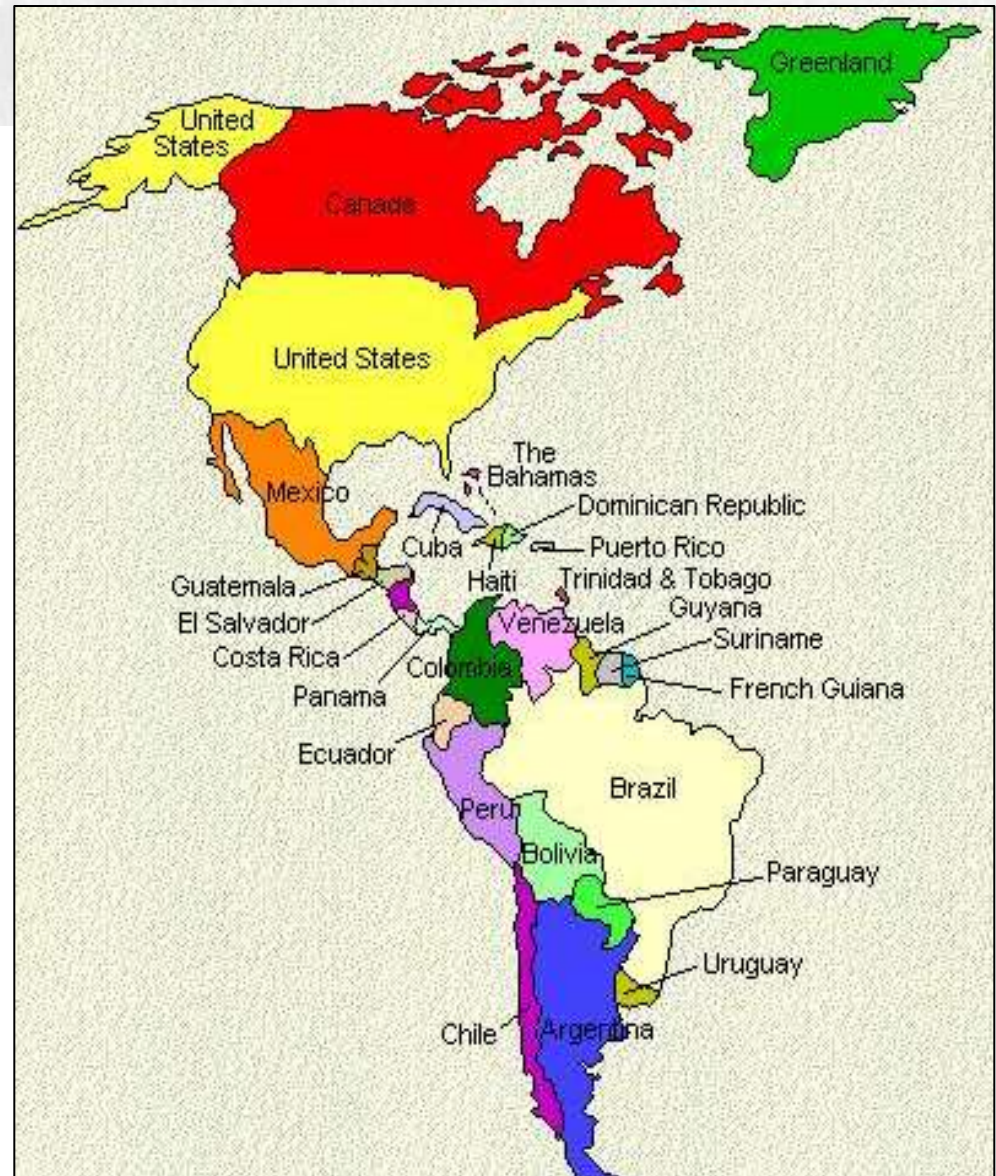 Greenland
United
States
Canada
United States
The
Bahamas
Mexico
Dominican Republic
Cuba
Puerto Rico
Haiti
Trinidad & Tobago
Guatemala
Guyana
El Salvador
Venezuela
Suriname
Costa Rica
Colombia
French Guiana
Panama
Ecuador
Brazil
Peru
Bolivia
Paraguay
Uruguay
Chile
Argentina